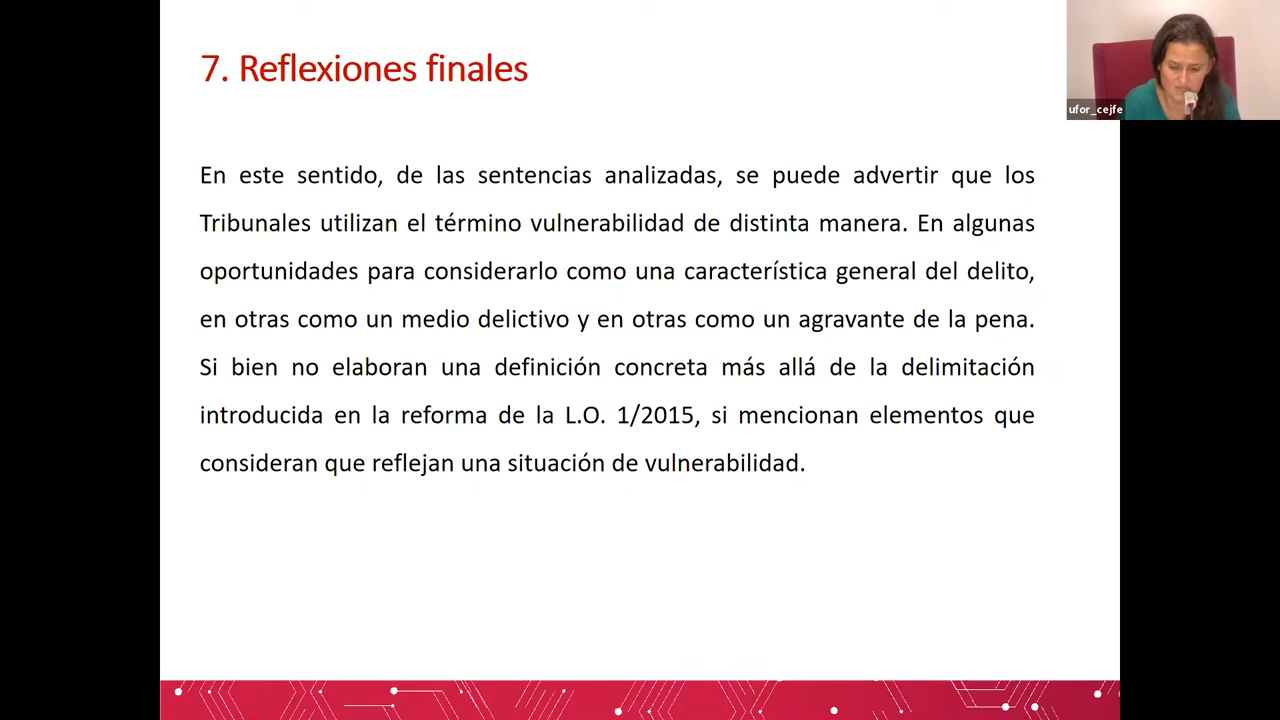 7. Reflexiones finales
ufor_cejfe
En este sentido, de las sentencias analizadas, se puede advertir que los
Tribunales utilizan el término vulnerabilidad de distinta manera. En algunas
oportunidades para considerarlo como una característica general del delito,
en otras como un medio delictivo y en otras como un agravante de la pena.
Si bien no elaboran una definición concreta más allá de la delimitación
introducida en la reforma de la L.O. 1/2015, si mencionan elementos que
consideran que reflejan una situación de vulnerabilidad.